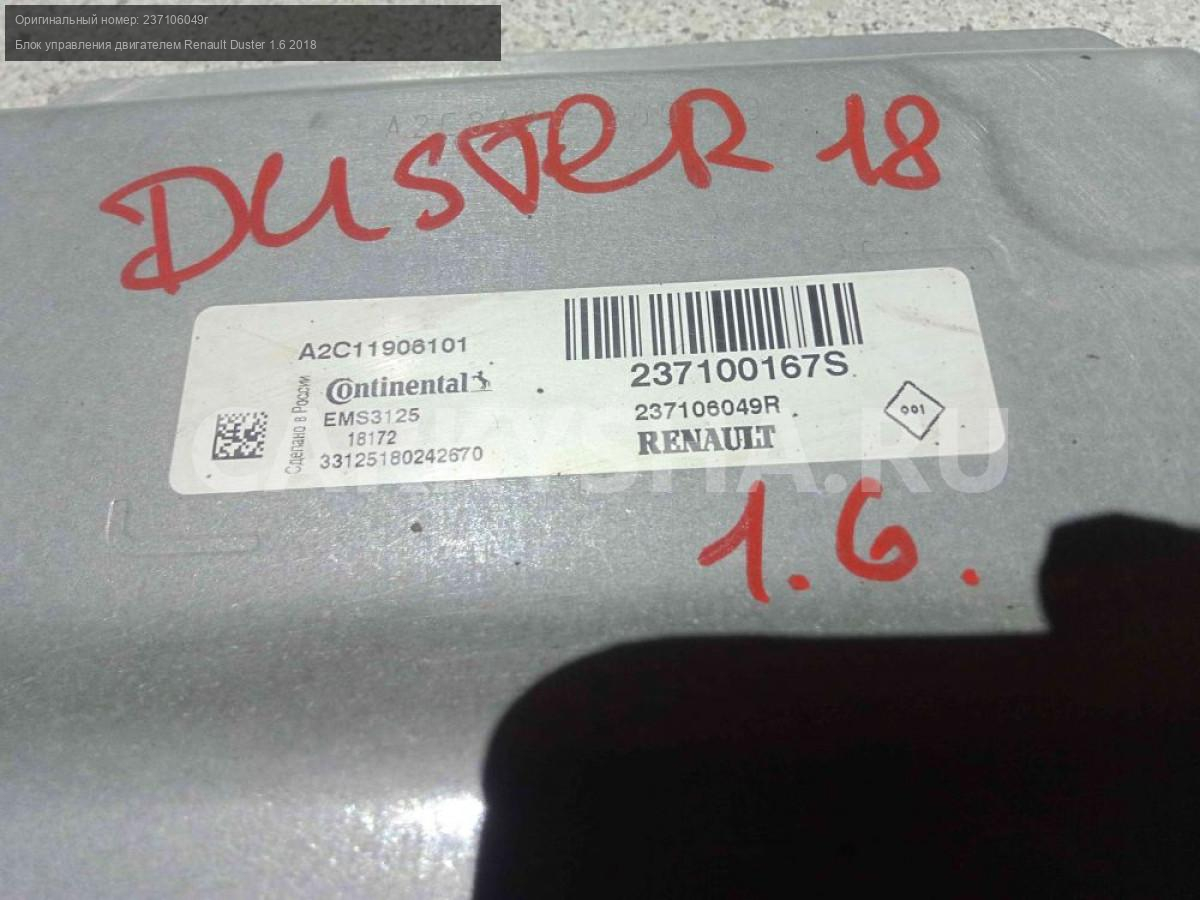 Оригинальный номер: 237106049r
Блок управления двигателем Renault Duster 1.6 2018
DUSTER 18
A2C11906101
237100167S
Continental
Сделано в России
EMS3125
237106049R
001
18172
RENAULT
33125180242670
1.6.